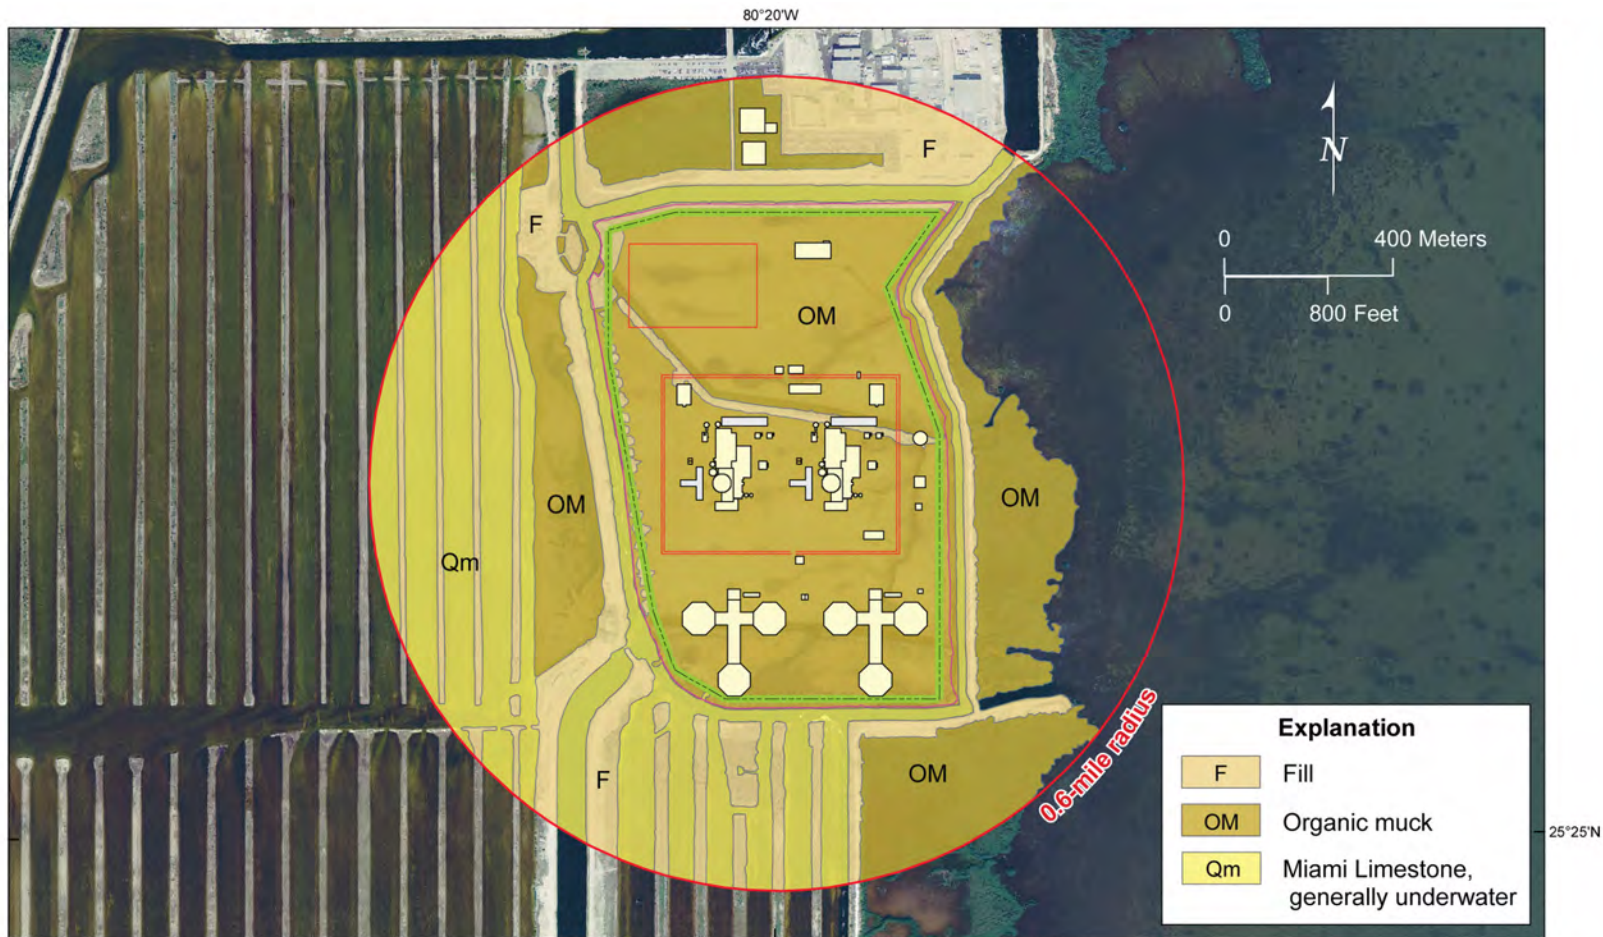 80°20'W
F
N
F
0 400 Meters
0 800 Feet
OM
OM
OM
Qm
0.6-mile radius
OM
F
25°25'N
Explanation
F Fill
OM Organic muck
Qm Miami Limestone,
generally underwater